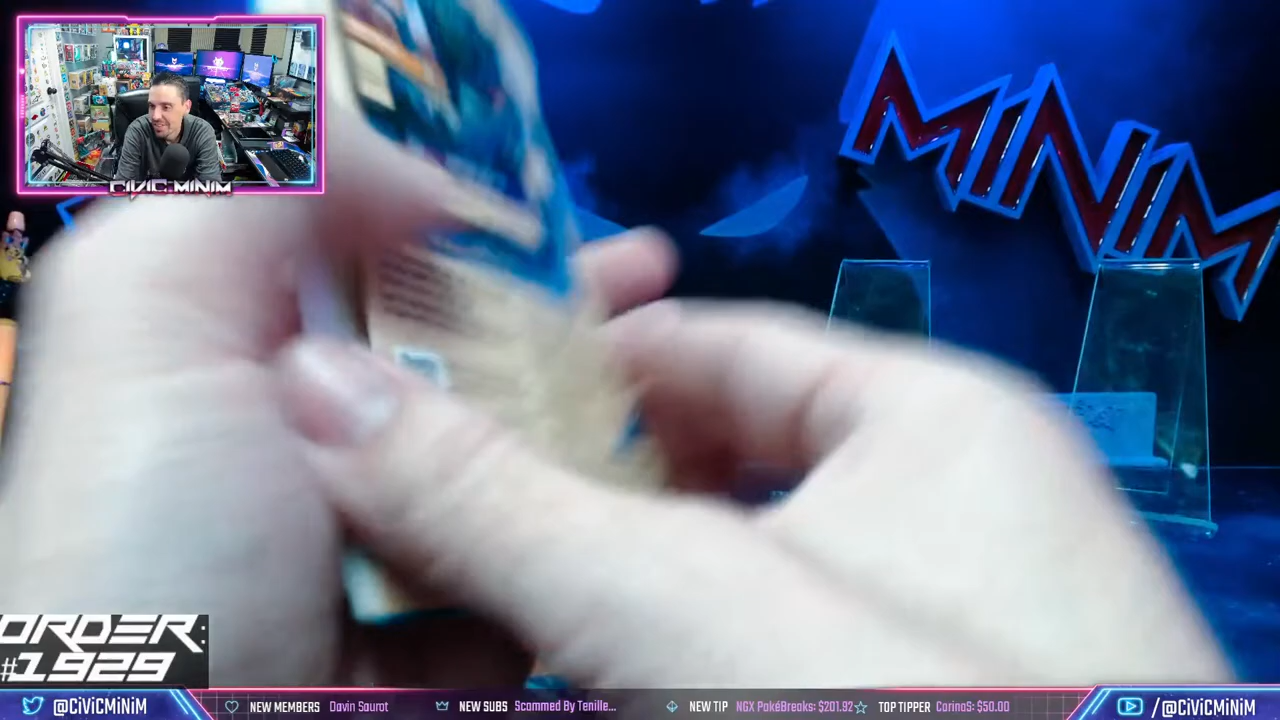 CIVIC.MINIM
MINIM
ORDER:
#1929
@CiViCMiNiM
NEW MEMBERS Davin Saurot
NEW SUBS Scammed By Tenille...
NEW TIP NGX PokéBreaks: $201.92
TOP TIPPER CarinaS: $50.00
/@CiViCMiNiM